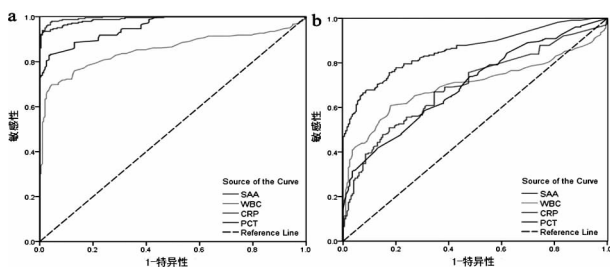 a
1.0
0.8
0.6
0.4
0.2
0.0
敏感性
0.0 0.2 0.4 0.6 0.8 1.0
1-特异性
Source of the Curve
SAA
WBC
CRP
PCT
Reference Line
b
1.0
0.8
0.6
0.4
0.2
0.0
敏感性
0.0 0.2 0.4 0.6 0.8 1.0
1-特异性
Source of the Curve
SAA
WBC
CRP
PCT
Reference Line